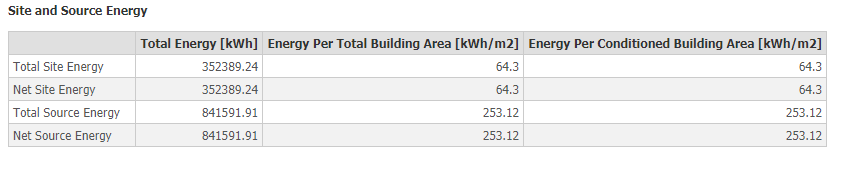 Site and Source Energy
Total Energy [kWh] Energy Per Total Building Area [kWh/m2] Energy Per Conditioned Building Area [kWh/m2]
Total Site Energy 352389.24 64.3 64.3
Net Site Energy 352389.24 64.3 64.3
Total Source Energy 841591.91 253.12 253.12
Net Source Energy 841591.91 253.12 253.12